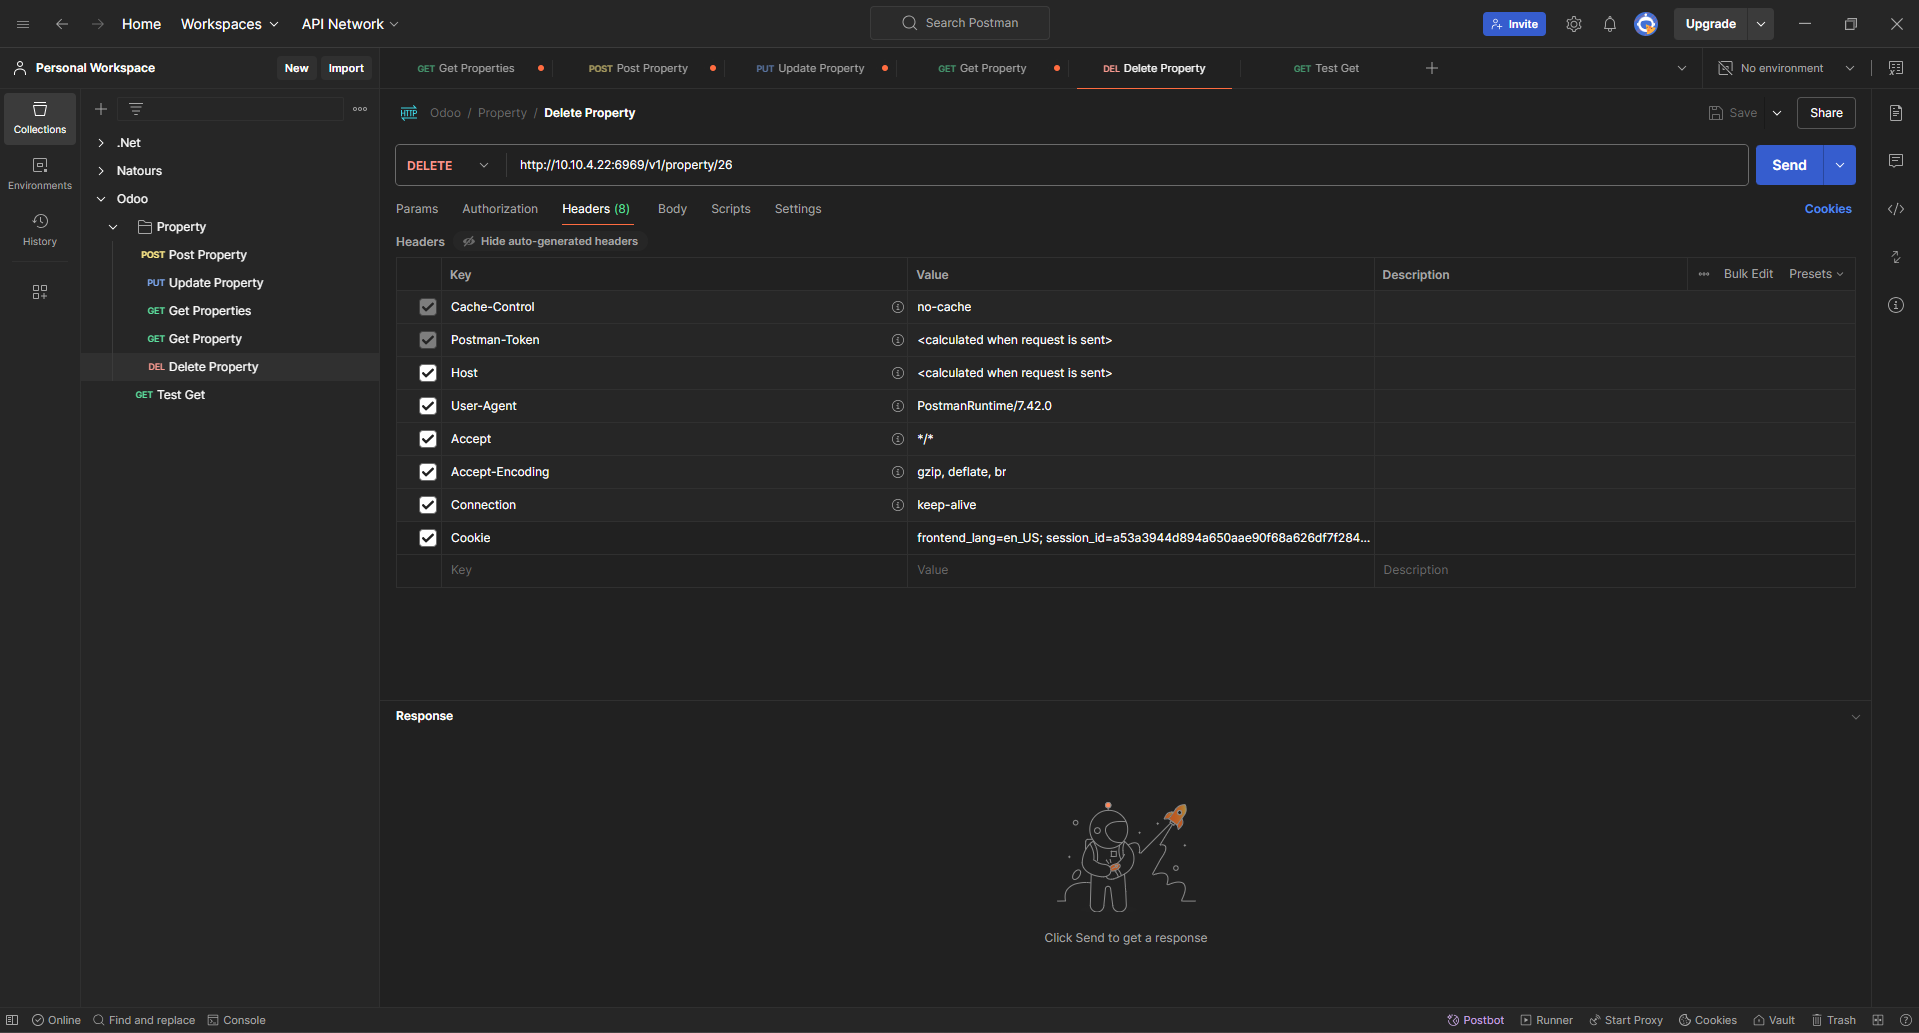 Home Workspaces API Network Search Postman Invite Upgrade
Personal Workspace New Import GET Get Properties POST Post Property PUT Update Property GET Get Property DEL Delete Property GET Test Get No environment
Collections
Environments
History
.Net
Natours
Odoo
Property
POST Post Property
PUT Update Property
GET Get Properties
GET Get Property
DEL Delete Property
GET Test Get
HTTP Odoo / Property / Delete Property Save Share
DELETE http://10.10.4.22:6969/v1/property/26 Send
Params Authorization Headers (8) Body Scripts Settings Cookies
Headers Hide auto-generated headers
Key Value Description Bulk Edit Presets
Cache-Control no-cache
Postman-Token <calculated when request is sent>
Host <calculated when request is sent>
User-Agent PostmanRuntime/7.42.0
Accept */*
Accept-Encoding gzip, deflate, br
Connection keep-alive
Cookie frontend_lang=en_US; session_id=a53a3944d894a650aae90f68a626df7f284...
Key Value Description
Response
Click Send to get a response
Online Find and replace Console Postbot Runner Start Proxy Cookies Vault Trash